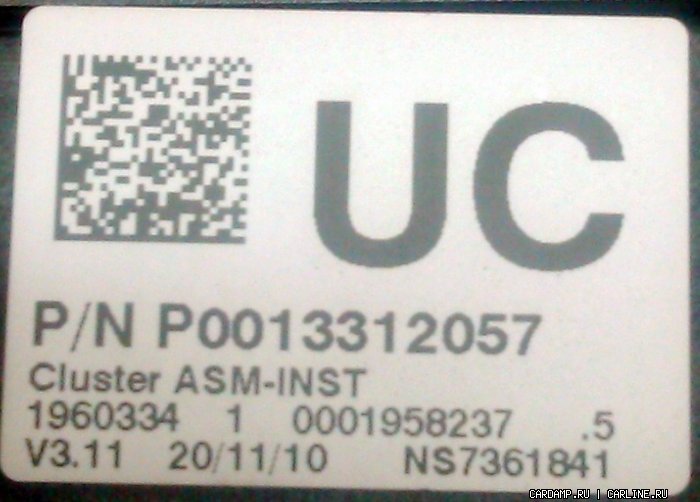 UC
P/N P0013312057
Cluster ASM-INST
1960334 1 0001958237 .5
V3.11 20/11/10 NS7361841
CARDAMP.RU | CARLINE.RU